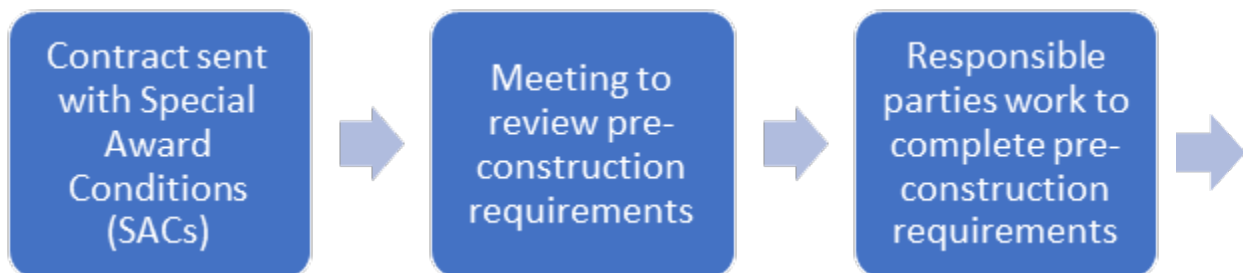 Contract sent
with Special
Award
Conditions
(SACs)
Meeting to
review pre-
construction
requirements
Responsible
parties work to
complete pre-
construction
requirements